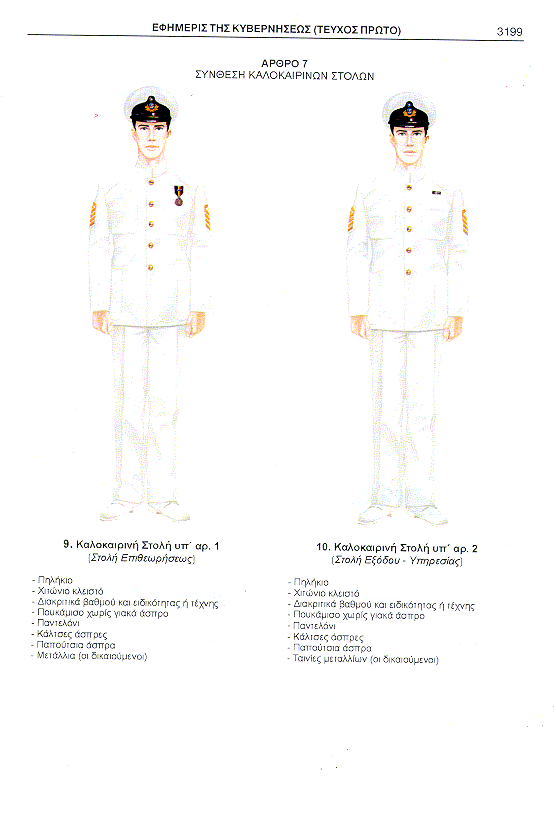 ΕΦΗΜΕΡΙΣ ΤΗΣ ΚΥΒΕΡΝΗΣΕΩΣ (ΤΕΥΧΟΣ ΠΡΩΤΟ)
3199
ΑΡΘΡΟ 7
ΣΥΝΘΕΣΗ ΚΑΛΟΚΑΙΡΙΝΩΝ ΣΤΟΛΩΝ
9. Καλοκαιρινή Στολή υπ΄ αρ. 1
(Στολή Επιθεωρήσεως)
- Πηλήκιο
- Χιτώνιο κλειστό
- Διακριτικά βαθμού και ειδικότητας ή τέχνης
- Πουκάμισο χωρίς γιακά άσπρο
- Παντελόνι
- Κάλτσες άσπρες
- Παπούτσια άσπρα
- Μετάλλια (οι δικαιούμενοι)
10. Καλοκαιρινή Στολή υπ΄ αρ. 2
(Στολή Εξόδου - Υπηρεσίας)
- Πηλήκιο
- Χιτώνιο κλειστό
- Διακριτικά βαθμού και ειδικότητας ή τέχνης
- Πουκάμισο χωρίς γιακά άσπρο
- Παντελόνι
- Κάλτσες άσπρες
- Παπούτσια άσπρα
- Ταινίες μεταλλίων (οι δικαιούμενοι)